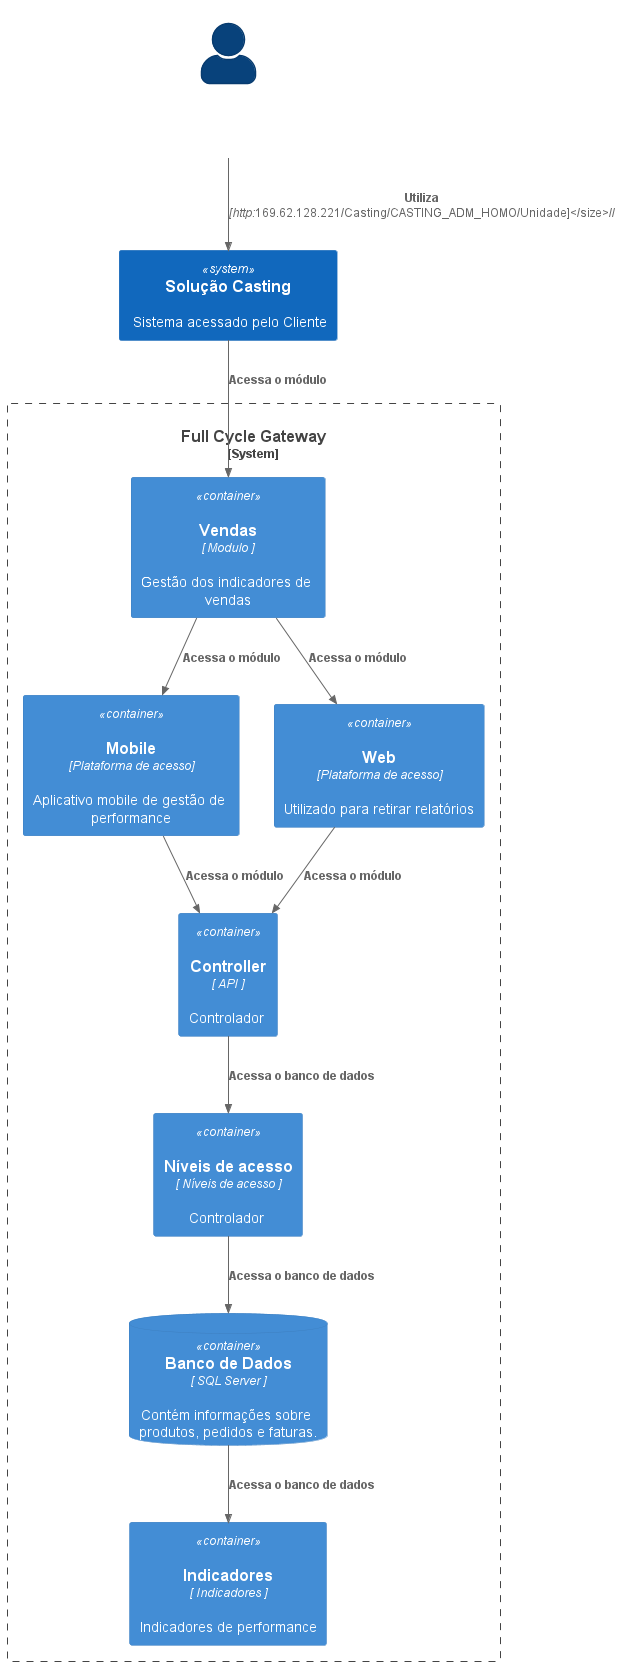 Utiliza
[http:169.62.128.221/Casting/CASTING_ADM_HOMO/Unidade]</size>//
«system»
Solução Casting
Sistema acessado pelo Cliente
Acessa o módulo
Full Cycle Gateway
[System]
«container»
Vendas
[ Modulo ]
Gestão dos indicadores de
vendas
Acessa o módulo
Acessa o módulo
«container»
Mobile
[Plataforma de acesso]
Aplicativo mobile de gestão de
performance
«container»
Web
[Plataforma de acesso]
Utilizado para retirar relatórios
Acessa o módulo
Acessa o módulo
«container»
Controller
[ API ]
Controlador
Acessa o banco de dados
«container»
Níveis de acesso
[ Níveis de acesso ]
Controlador
Acessa o banco de dados
«container»
Banco de Dados
[ SQL Server ]
Contém informações sobre
produtos, pedidos e faturas.
Acessa o banco de dados
«container»
Indicadores
[ Indicadores ]
Indicadores de performance